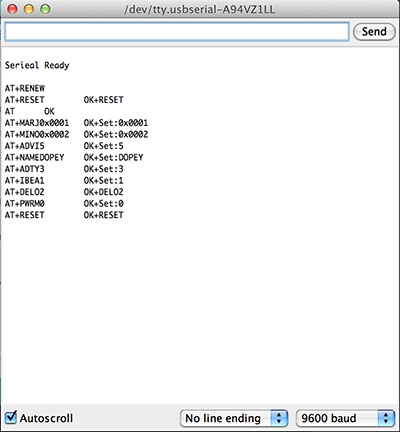 /dev/tty.usbserial-A94VZ1LL
Send
Serieal Ready
AT+RENEW
AT+RESET OK+RESET
AT OK
AT+MARJ0x0001 OK+Set:0x0001
AT+MINO0x0002 OK+Set:0x0002
AT+ADVI5 OK+Set:5
AT+NAMEDOPEY OK+Set:DOPEY
AT+ADTY3 OK+Set:3
AT+IBEA1 OK+Set:1
AT+DELO2 OK+DELO2
AT+PWRM0 OK+Set:0
AT+RESET OK+RESET
Autoscroll No line ending 9600 baud